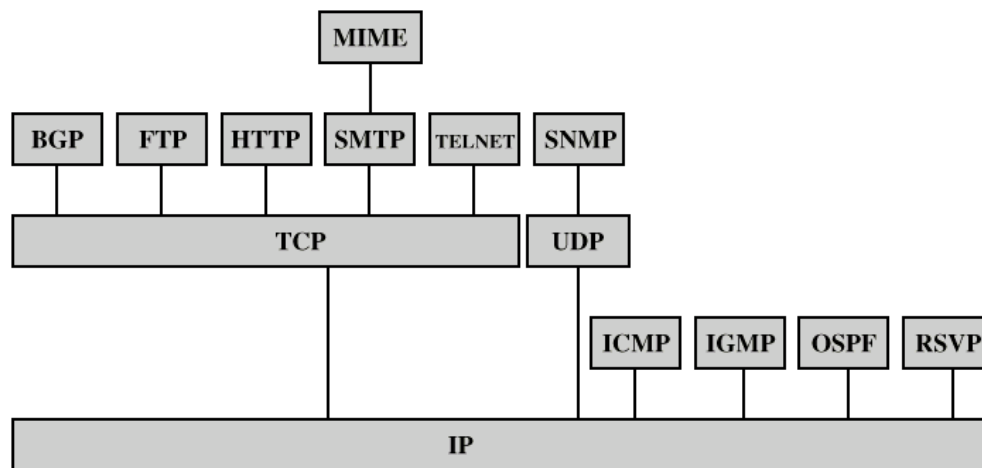 MIME
BGP FTP HTTP SMTP TELNET SNMP
TCP UDP
ICMP IGMP OSPF RSVP
IP